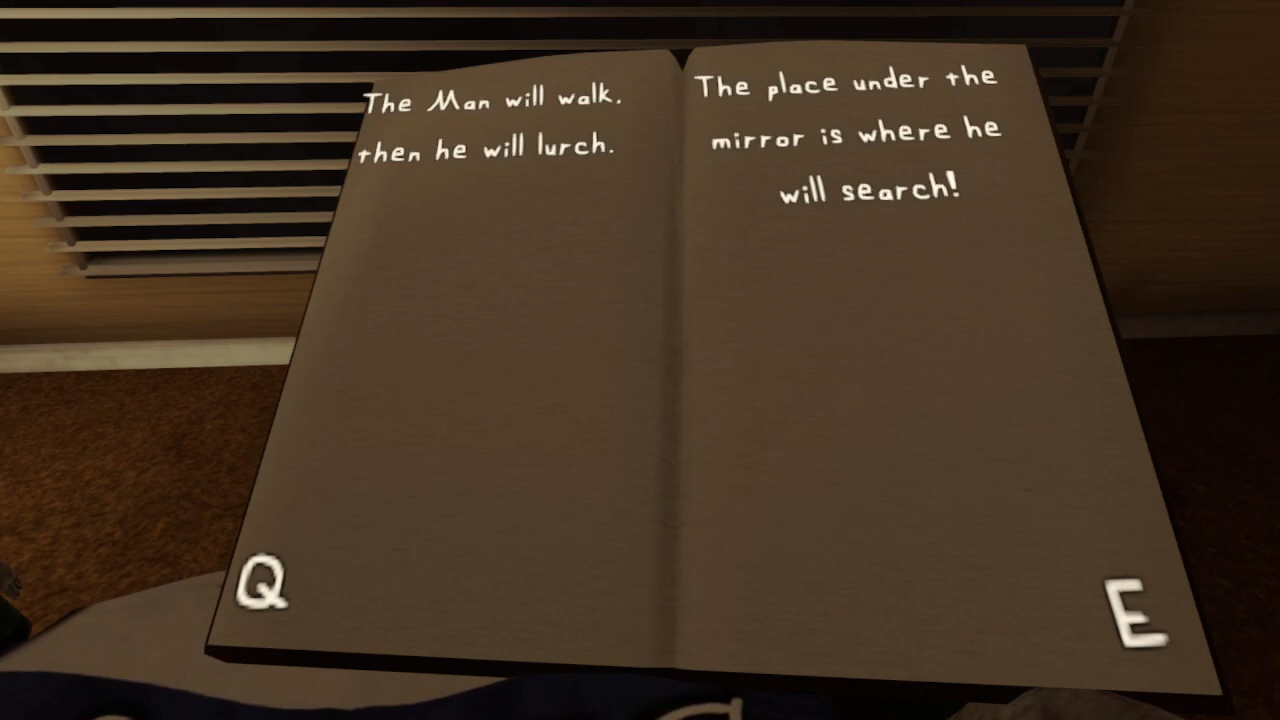 The Man will walk.
then he will lurch.
The place under the
mirror is where he
will search!
Q
E